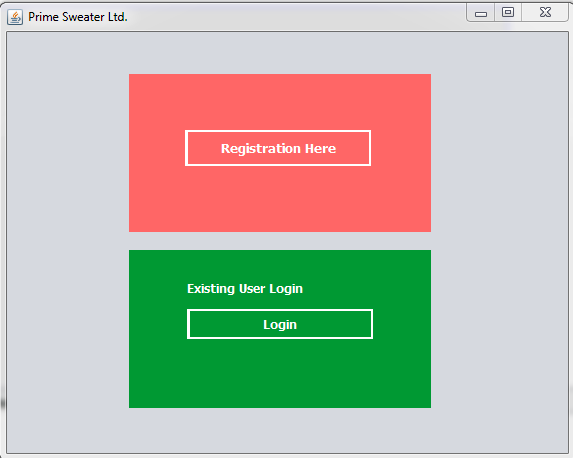 Prime Sweater Ltd.
Registration Here
Existing User Login
Login